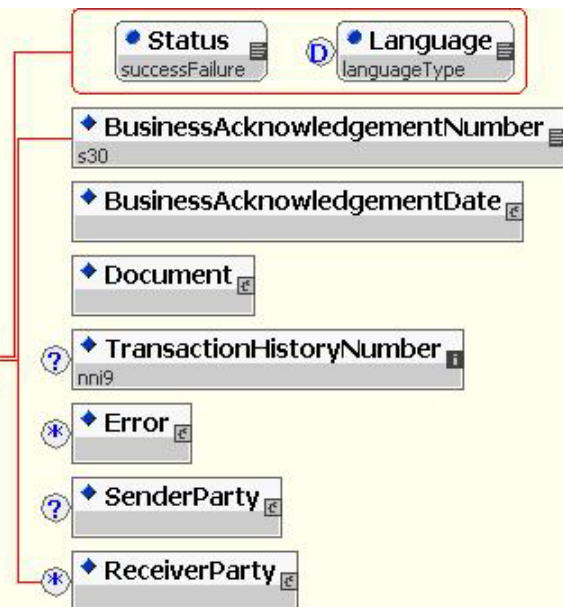 Status
successFailure
D
Language
languageType
BusinessAcknowledgementNumber
s30
BusinessAcknowledgementDate
Document
?
TransactionHistoryNumber
nni9
*
Error
?
SenderParty
*
ReceiverParty